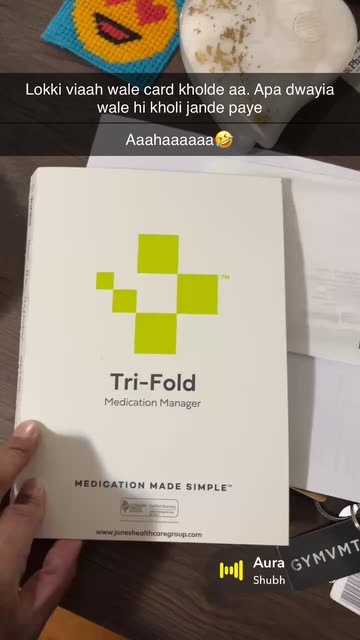 Lokki viaah wale card kholde aa. Apa dwayia
wale hi kholi jande paye
Aaahaaaaaa🤣
TM
Tri-Fold
Medication Manager
MEDICATION MADE SIMPLE™
www.joneshealthcaregroup.com
Aura
Shubh
GYMVMT